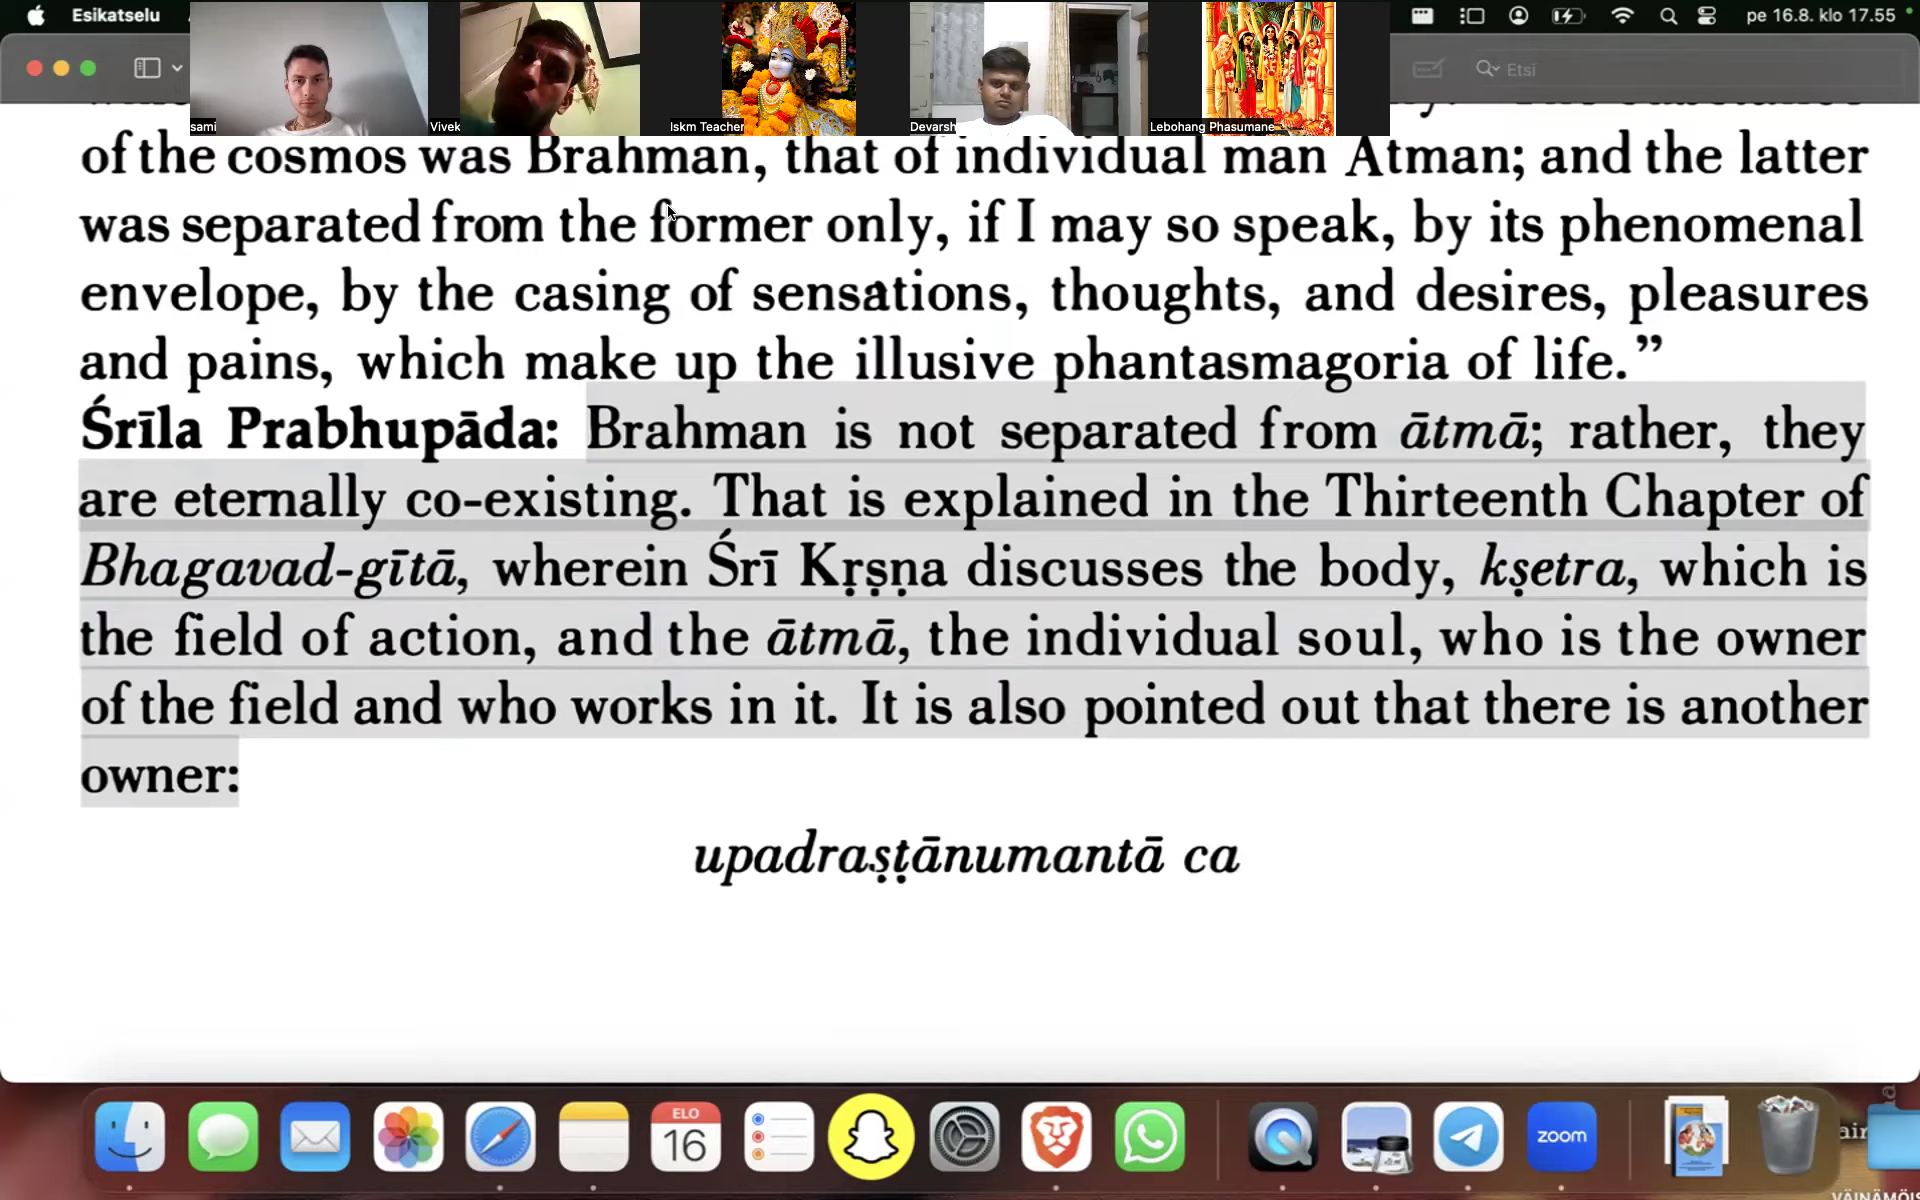 Esikatselu
pe 16.8. klo 17.55
Etsi
sami
Vivek
Iskm Teacher
Devarsh
Lebohang Phasumane
of the cosmos was Brahman, that of individual man Atman; and the latter
was separated from the former only, if I may so speak, by its phenomenal
envelope, by the casing of sensations, thoughts, and desires, pleasures
and pains, which make up the illusive phantasmagoria of life.”
Śrīla Prabhupāda: Brahman is not separated from ātmā; rather, they
are eternally co-existing. That is explained in the Thirteenth Chapter of
Bhagavad-gītā, wherein Śrī Kṛṣṇa discusses the body, kṣetra, which is
the field of action, and the ātmā, the individual soul, who is the owner
of the field and who works in it. It is also pointed out that there is another
owner:
upadraṣṭānumantā ca
ELO
16
zoom